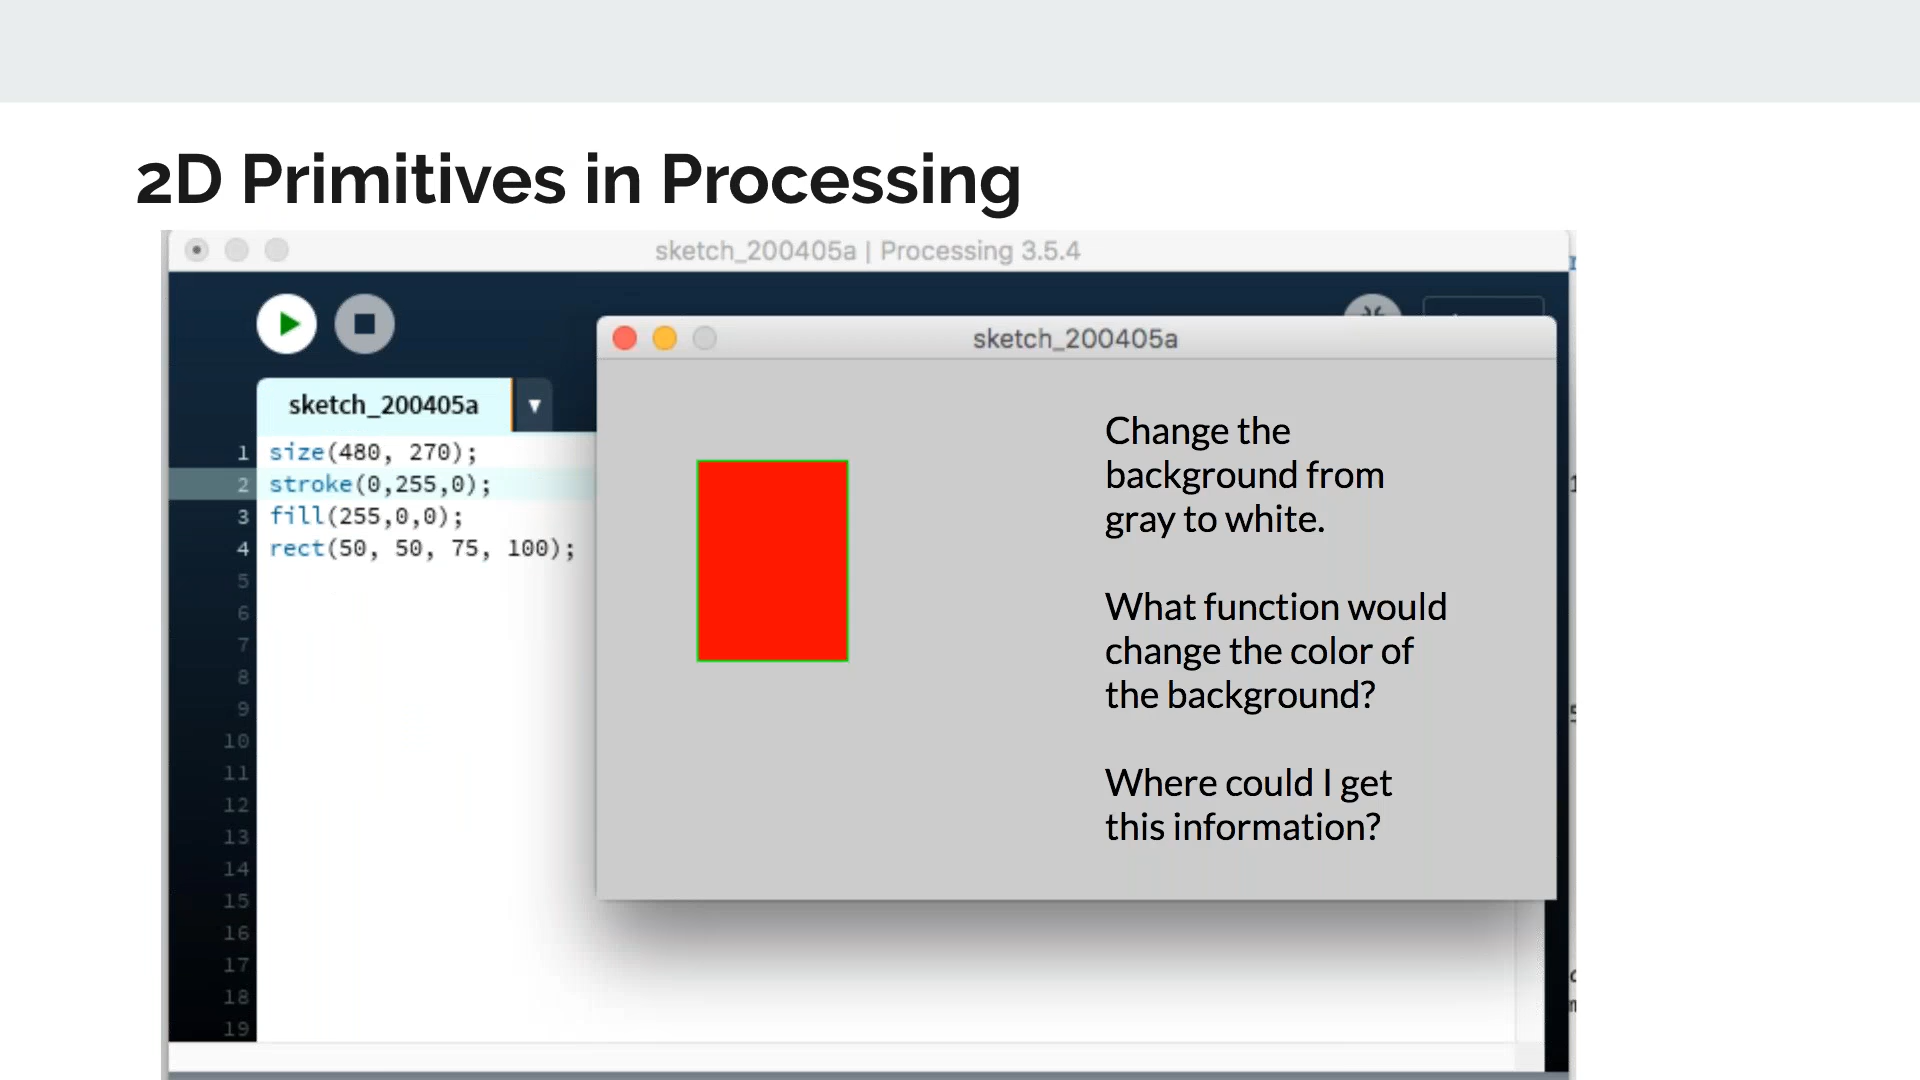 2D Primitives in Processing
sketch_200405a | Processing 3.5.4
sketch_200405a
sketch_200405a
1 size(480, 270);
2 stroke(0,255,0);
3 fill(255,0,0);
4 rect(50, 50, 75, 100);
5
6
7
8
9
10
11
12
13
14
15
16
17
18
19
Change the
background from
gray to white.
What function would
change the color of
the background?
Where could I get
this information?